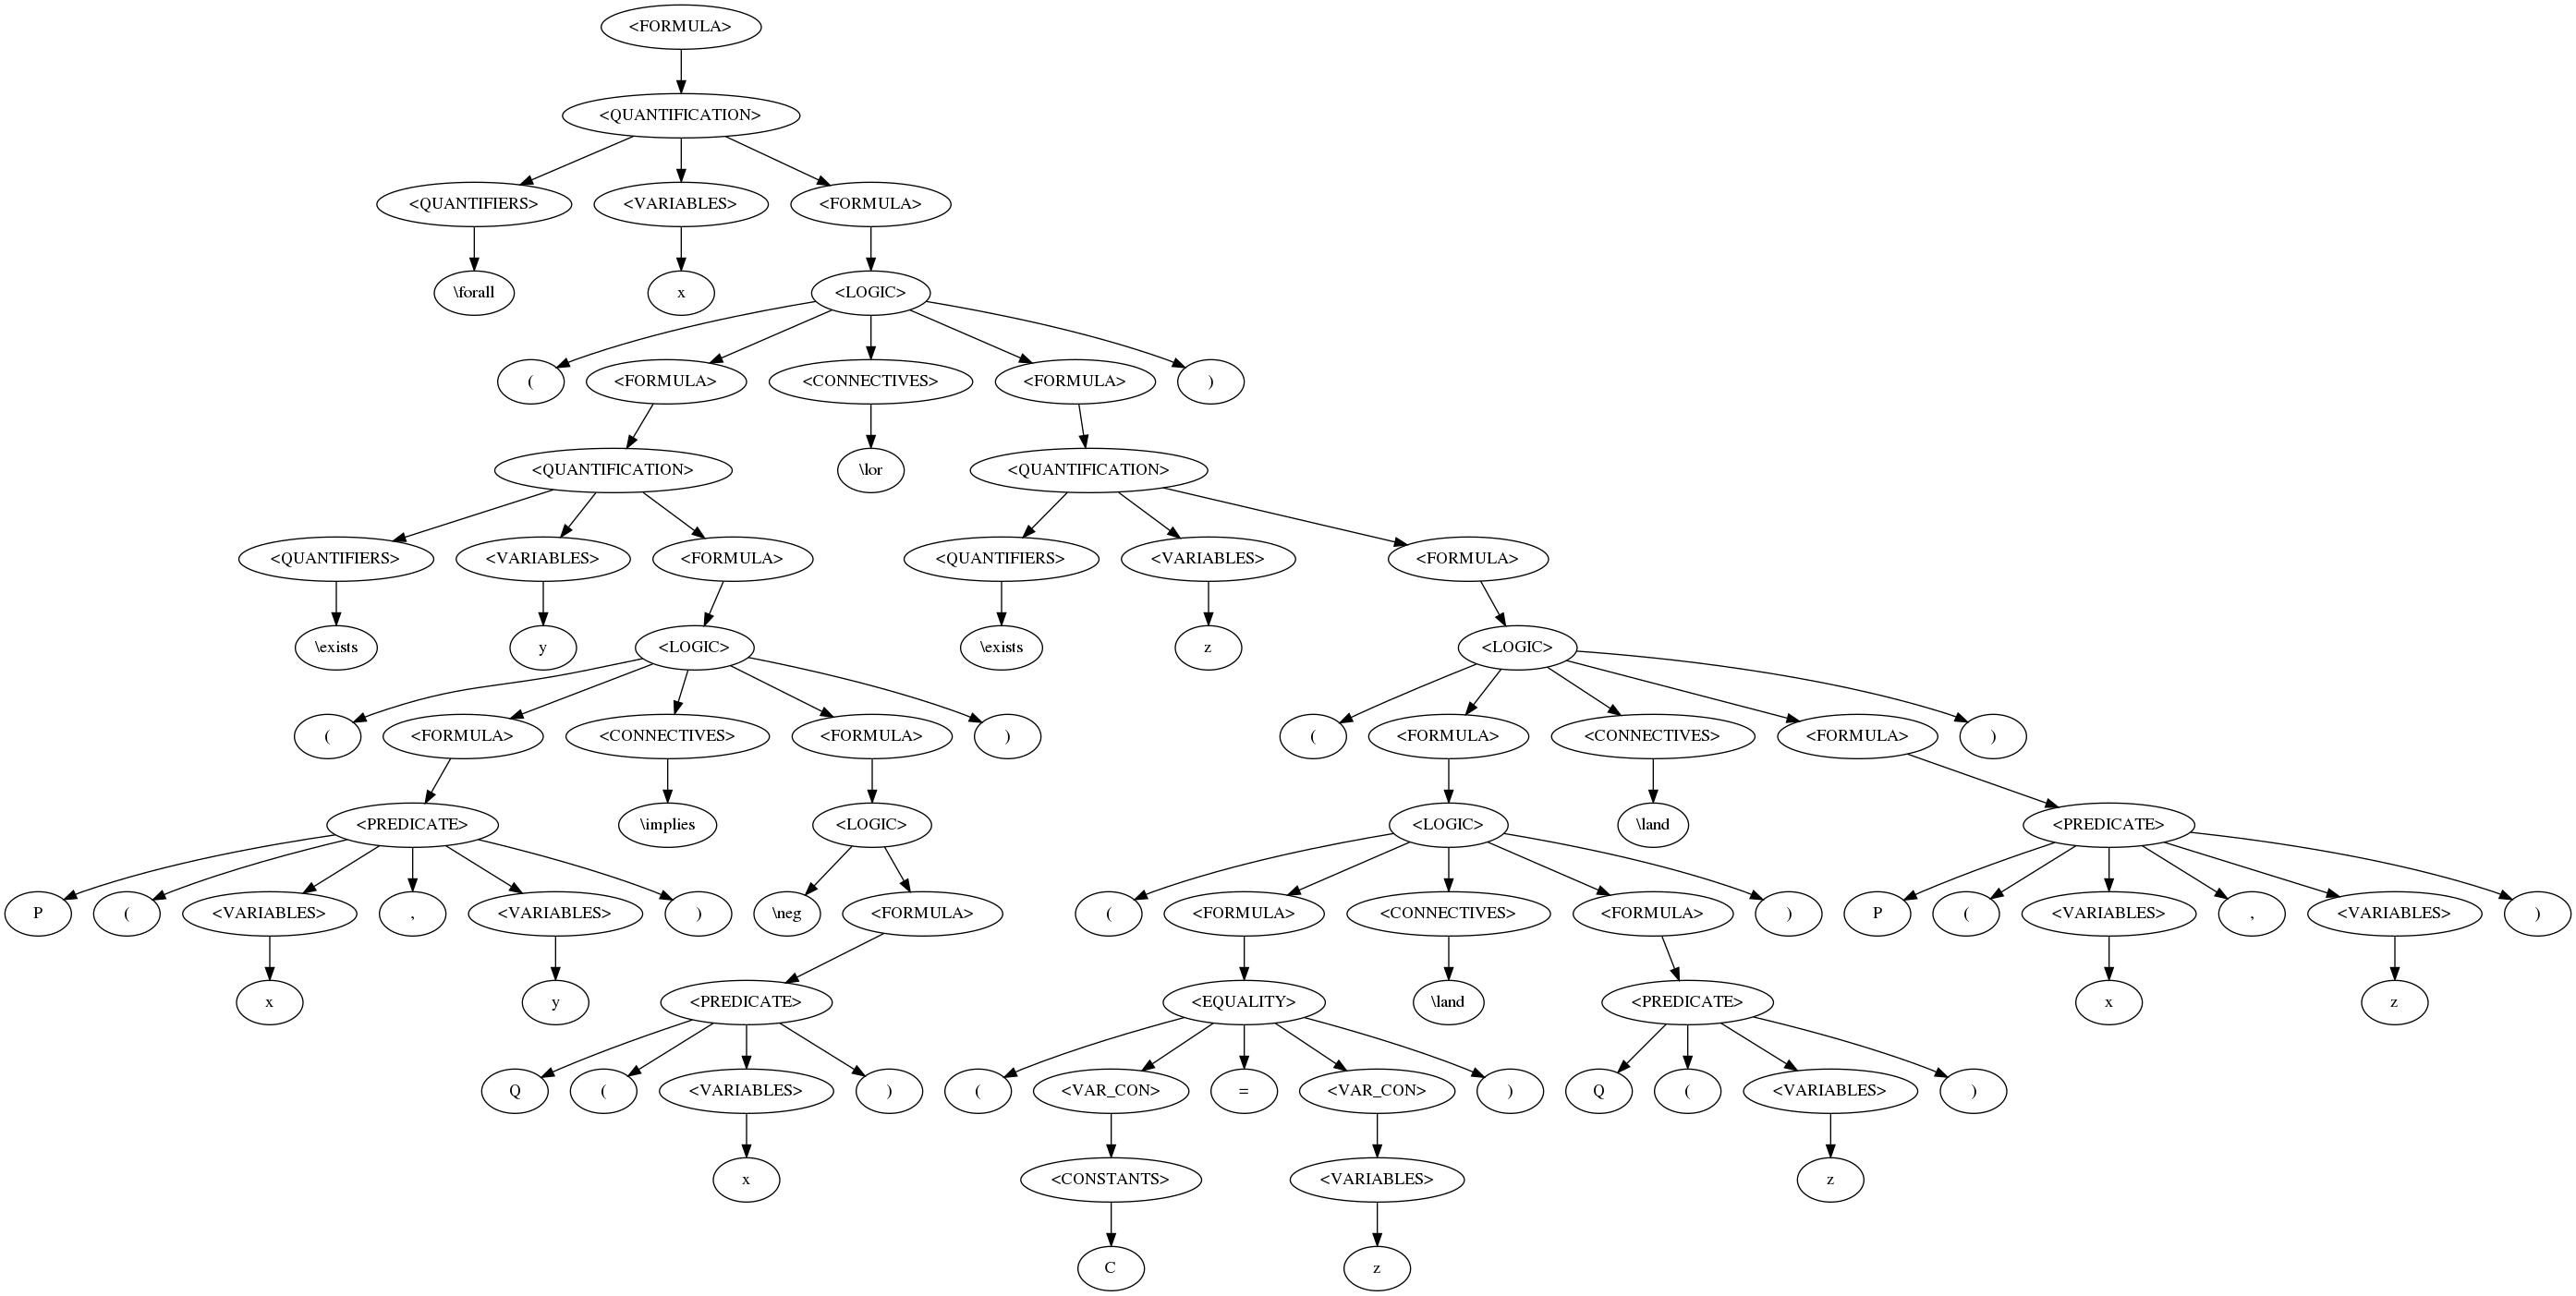 <FORMULA>
<QUANTIFICATION>
<QUANTIFIERS> <VARIABLES> <FORMULA>
\forall x <LOGIC>
( <FORMULA> <CONNECTIVES> <FORMULA> )
<QUANTIFICATION> \lor <QUANTIFICATION>
<QUANTIFIERS> <VARIABLES> <FORMULA> <QUANTIFIERS> <VARIABLES> <FORMULA>
\exists y <LOGIC> \exists z <LOGIC>
( <FORMULA> <CONNECTIVES> <FORMULA> ) ( <FORMULA> <CONNECTIVES> <FORMULA> )
<PREDICATE> \implies <LOGIC> <LOGIC> \land <PREDICATE>
P ( <VARIABLES> , <VARIABLES> ) \neg <FORMULA> ( <FORMULA> <CONNECTIVES> <FORMULA> ) P ( <VARIABLES> , <VARIABLES> )
x y <PREDICATE> <EQUALITY> \land <PREDICATE> x z
Q ( <VARIABLES> ) ( <VAR_CON> = <VAR_CON> ) Q ( <VARIABLES> )
x <CONSTANTS> <VARIABLES> z
C z